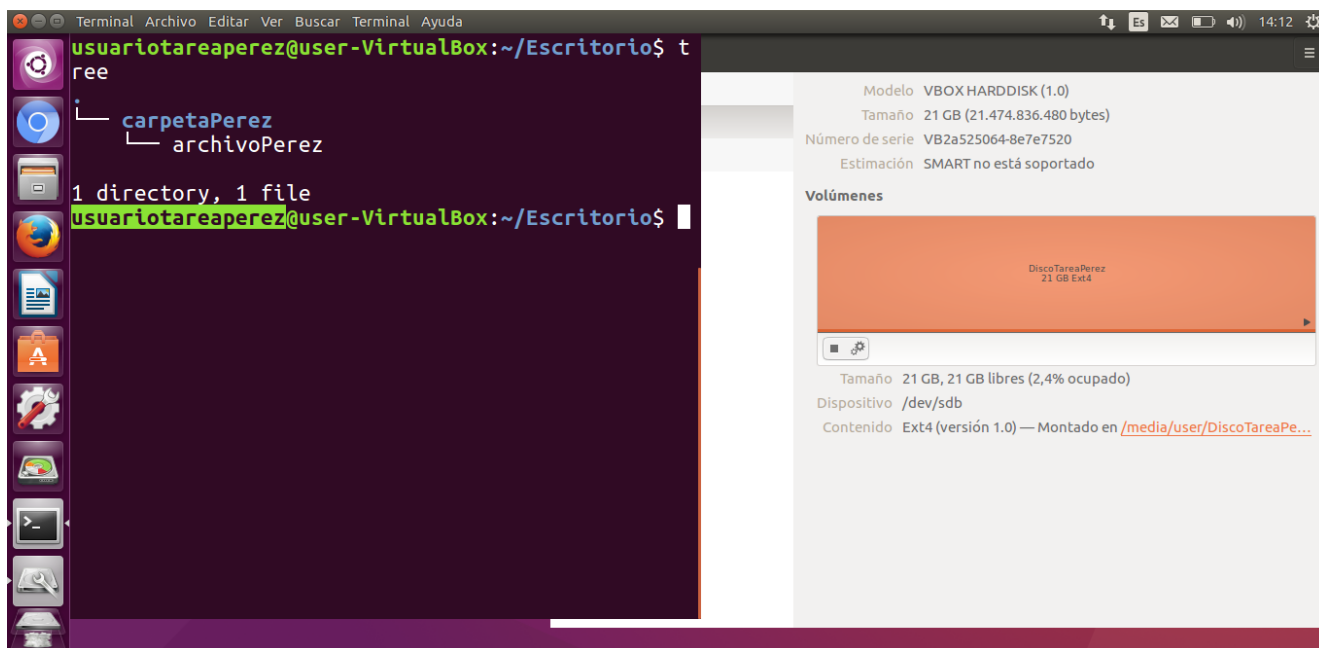 Terminal Archivo Editar Ver Buscar Terminal Ayuda
Es
14:12
usuariotareaperez@user-VirtualBox:~/Escritorio$ t
ree
.
└── carpetaPerez
    └── archivoPerez
1 directory, 1 file
usuariotareaperez@user-VirtualBox:~/Escritorio$
Modelo VBOX HARDDISK (1.0)
Tamaño 21 GB (21.474.836.480 bytes)
Número de serie VB2a525064-8e7e7520
Estimación SMART no está soportado
Volúmenes
DiscoTareaPerez
21 GB Ext4
Tamaño 21 GB, 21 GB libres (2,4% ocupado)
Dispositivo /dev/sdb
Contenido Ext4 (versión 1.0) — Montado en /media/user/DiscoTareaPe...